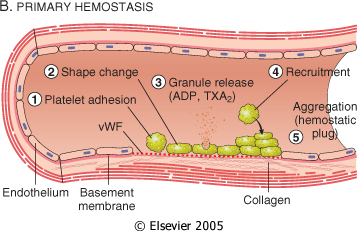 B. PRIMARY HEMOSTASIS
2 Shape change
3 Granule release
(ADP, TXA₂)
4 Recruitment
1 Platelet adhesion
Aggregation
(hemostatic
plug)
vWF
5
Endothelium
Basement
membrane
Collagen
© Elsevier 2005